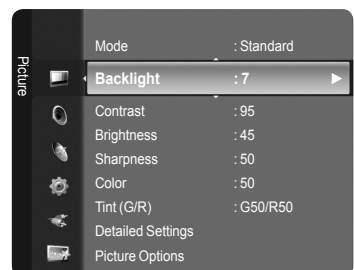 Picture
Mode : Standard
Backlight : 7
Contrast : 95
Brightness : 45
Sharpness : 50
Color : 50
Tint (G/R) : G50/R50
Detailed Settings
Picture Options